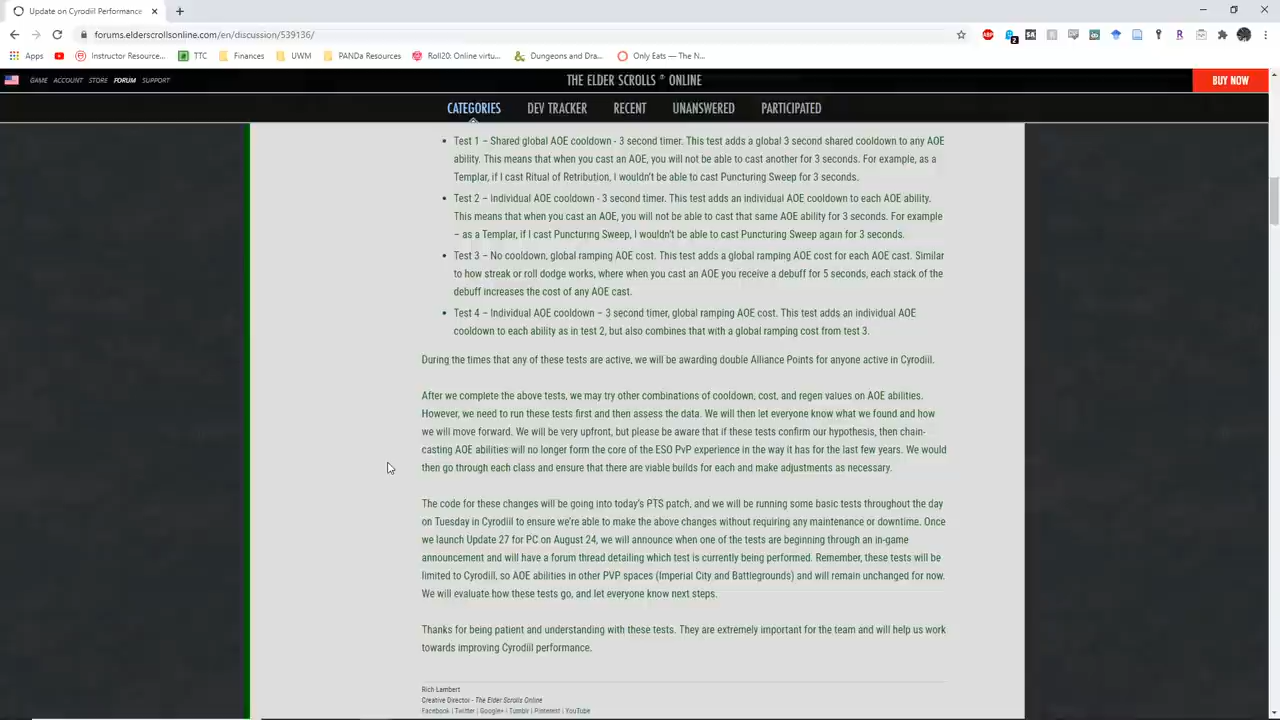 Update on Cyrodiil Performance
forums.elderscrollsonline.com/en/discussion/539136/
Apps
Instructor Resource...
TTC
Finances
UWM
PANDa Resources
Roll20: Online virtu...
Dungeons and Dra...
Only Eats — The N...
GAME ACCOUNT STORE FORUM SUPPORT
THE ELDER SCROLLS ® ONLINE
BUY NOW
CATEGORIES DEV TRACKER RECENT UNANSWERED PARTICIPATED
• Test 1 – Shared global AOE cooldown - 3 second timer. This test adds a global 3 second shared cooldown to any AOE
ability. This means that when you cast an AOE, you will not be able to cast another for 3 seconds. For example, as a
Templar, if I cast Ritual of Retribution, I wouldn't be able to cast Puncturing Sweep for 3 seconds.
• Test 2 – Individual AOE cooldown - 3 second timer. This test adds an individual AOE cooldown to each AOE ability.
This means that when you cast an AOE, you will not be able to cast that same AOE ability for 3 seconds. For example
– as a Templar, if I cast Puncturing Sweep, I wouldn't be able to cast Puncturing Sweep again for 3 seconds.
• Test 3 – No cooldown, global ramping AOE cost. This test adds a global ramping AOE cost for each AOE cast. Similar
to how streak or roll dodge works, where when you cast an AOE you receive a debuff for 5 seconds, each stack of the
debuff increases the cost of any AOE cast.
• Test 4 – Individual AOE cooldown – 3 second timer, global ramping AOE cost. This test adds an individual AOE
cooldown to each ability as in test 2, but also combines that with a global ramping cost from test 3.
During the times that any of these tests are active, we will be awarding double Alliance Points for anyone active in Cyrodiil.
After we complete the above tests, we may try other combinations of cooldown, cost, and regen values on AOE abilities.
However, we need to run these tests first and then assess the data. We will then let everyone know what we found and how
we will move forward. We will be very upfront, but please be aware that if these tests confirm our hypothesis, then chain-
casting AOE abilities will no longer form the core of the ESO PvP experience in the way it has for the last few years. We would
then go through each class and ensure that there are viable builds for each and make adjustments as necessary.
The code for these changes will be going into today's PTS patch, and we will be running some basic tests throughout the day
on Tuesday in Cyrodiil to ensure we're able to make the above changes without requiring any maintenance or downtime. Once
we launch Update 27 for PC on August 24, we will announce when one of the tests are beginning through an in-game
announcement and will have a forum thread detailing which test is currently being performed. Remember, these tests will be
limited to Cyrodiil, so AOE abilities in other PVP spaces (Imperial City and Battlegrounds) and will remain unchanged for now.
We will evaluate how these tests go, and let everyone know next steps.
Thanks for being patient and understanding with these tests. They are extremely important for the team and will help us work
towards improving Cyrodiil performance.
Rich Lambert
Creative Director - The Elder Scrolls Online
Facebook | Twitter | Google+ | Tumblr | Pinterest | YouTube